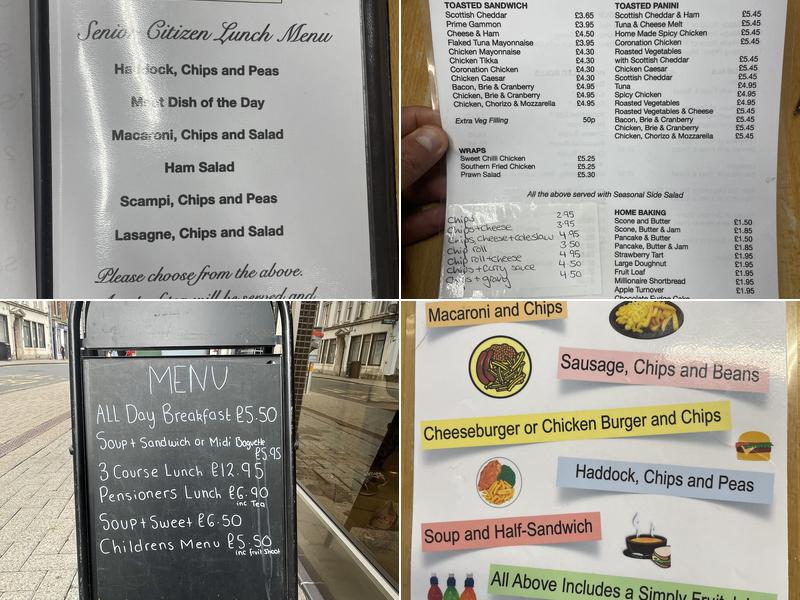 Senior Citizen Lunch Menu
Haddock, Chips and Peas
Meat Dish of the Day
Macaroni, Chips and Salad
Ham Salad
Scampi, Chips and Peas
Lasagne, Chips and Salad
Please choose from the above.
will be served and
TOASTED SANDWICH
Scottish Cheddar £3.65
Prime Gammon £3.95
Cheese & Ham £4.50
Flaked Tuna Mayonnaise £3.95
Chicken Mayonnaise £4.30
Chicken Tikka £4.30
Coronation Chicken £4.30
Chicken Caesar £4.30
Bacon, Brie & Cranberry £4.95
Chicken, Brie & Cranberry £4.95
Chicken, Chorizo & Mozzarella £4.95
Extra Veg Filling 50p
WRAPS
Sweet Chilli Chicken £5.25
Southern Fried Chicken £5.25
Prawn Salad £5.30
TOASTED PANINI
Scottish Cheddar & Ham £5.45
Tuna & Cheese Melt £5.45
Home Made Spicy Chicken £5.45
Coronation Chicken £5.45
Roasted Vegetables
with Scottish Cheddar £5.45
Chicken Caesar £5.45
Scottish Cheddar £5.45
Tuna £4.95
Spicy Chicken £4.95
Roasted Vegetables £4.95
Roasted Vegetables & Cheese £5.45
Bacon, Brie & Cranberry £5.45
Chicken, Brie & Cranberry £5.45
Chicken, Chorizo & Mozzarella £5.45
All the above served with Seasonal Side Salad
Chips 2.95
Chips+cheese 3.95
Chips, cheese+coleslaw 4.95
Chip roll 3.50
Chip roll+cheese 4.95
Chips+curry sauce 4.50
Chips+gravy 4.50
HOME BAKING
Scone and Butter £1.50
Scone, Butter & Jam £1.85
Pancake & Butter £1.50
Pancake, Butter & Jam £1.85
Strawberry Tart £1.95
Large Doughnut £1.95
Fruit Loaf £1.95
Millionaire Shortbread £1.95
Apple Turnover £1.95
Chocolate Fudge Cake
MENU
ALL Day Breakfast £5.50
Soup + Sandwich or Midi Baguette
£5.95
3 Course Lunch £12.95
Pensioners Lunch £6.90
inc Tea
Soup + Sweet £6.50
Childrens Menu £5.50
inc fruit Shoot
Macaroni and Chips
Sausage, Chips and Beans
Cheeseburger or Chicken Burger and Chips
Haddock, Chips and Peas
Soup and Half-Sandwich
All Above Includes a Simply Fruit